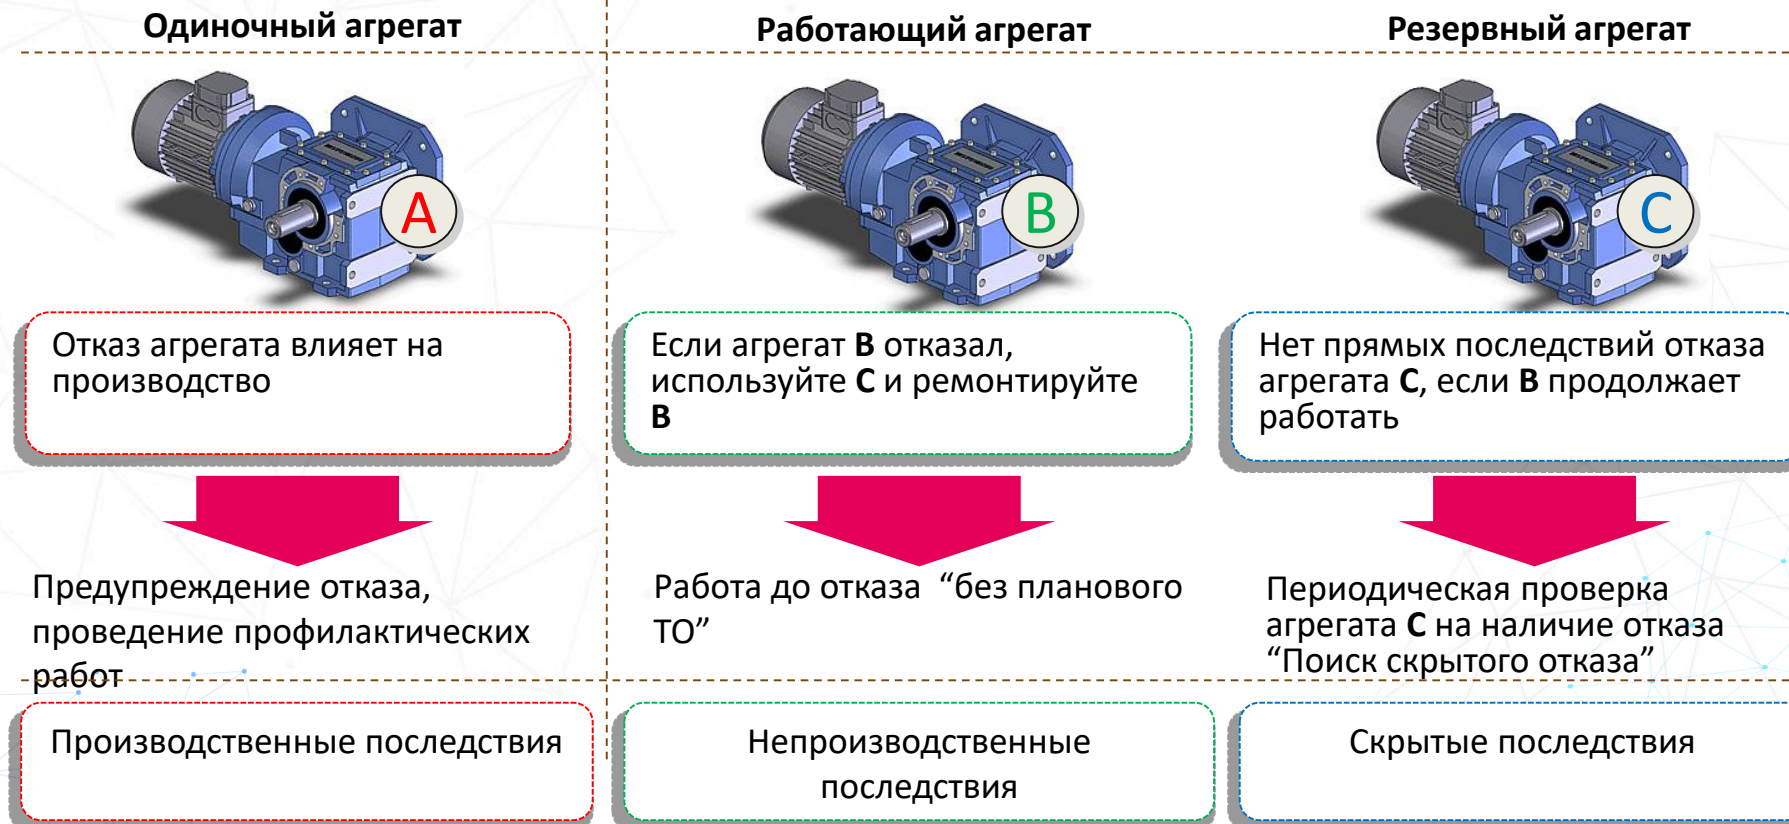 Одиночный агрегат
Работающий агрегат
Резервный агрегат
A
B
C
Отказ агрегата влияет на
производство
Если агрегат B отказал,
используйте C и ремонтируйте
B
Нет прямых последствий отказа
агрегата C, если B продолжает
работать
Предупреждение отказа,
проведение профилактических
работ
Работа до отказа “без планового
ТО”
Периодическая проверка
агрегата C на наличие отказа
“Поиск скрытого отказа”
Производственные последствия
Непроизводственные
последствия
Скрытые последствия